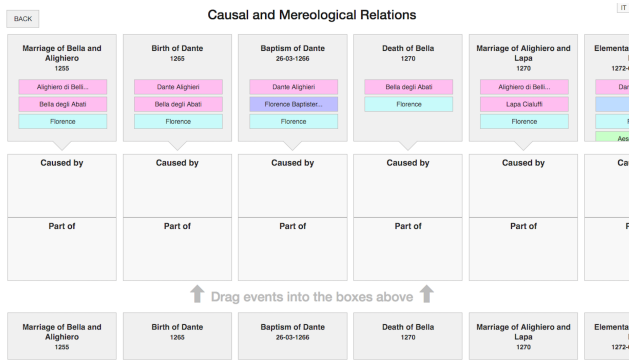 BACK
Causal and Mereological Relations
IT
Marriage of Bella and
Alighiero
1255
Alighiero di Belli...
Bella degli Abati
Florence
Birth of Dante
1265
Dante Alighieri
Bella degli Abati
Florence
Baptism of Dante
26-03-1266
Dante Alighieri
Florence Baptister...
Florence
Death of Bella
1270
Bella degli Abati
Florence
Marriage of Alighiero and
Lapa
1270
Alighiero di Belli...
Lapa Cialuffi
Florence
Elementa
1272-
Dan
Aes
Caused by
Caused by
Caused by
Caused by
Caused by
Ca
Part of
Part of
Part of
Part of
Part of
P
Drag events into the boxes above
Marriage of Bella and
Alighiero
1255
Birth of Dante
1265
Baptism of Dante
26-03-1266
Death of Bella
1270
Marriage of Alighiero and
Lapa
1270
Elementa
1272-